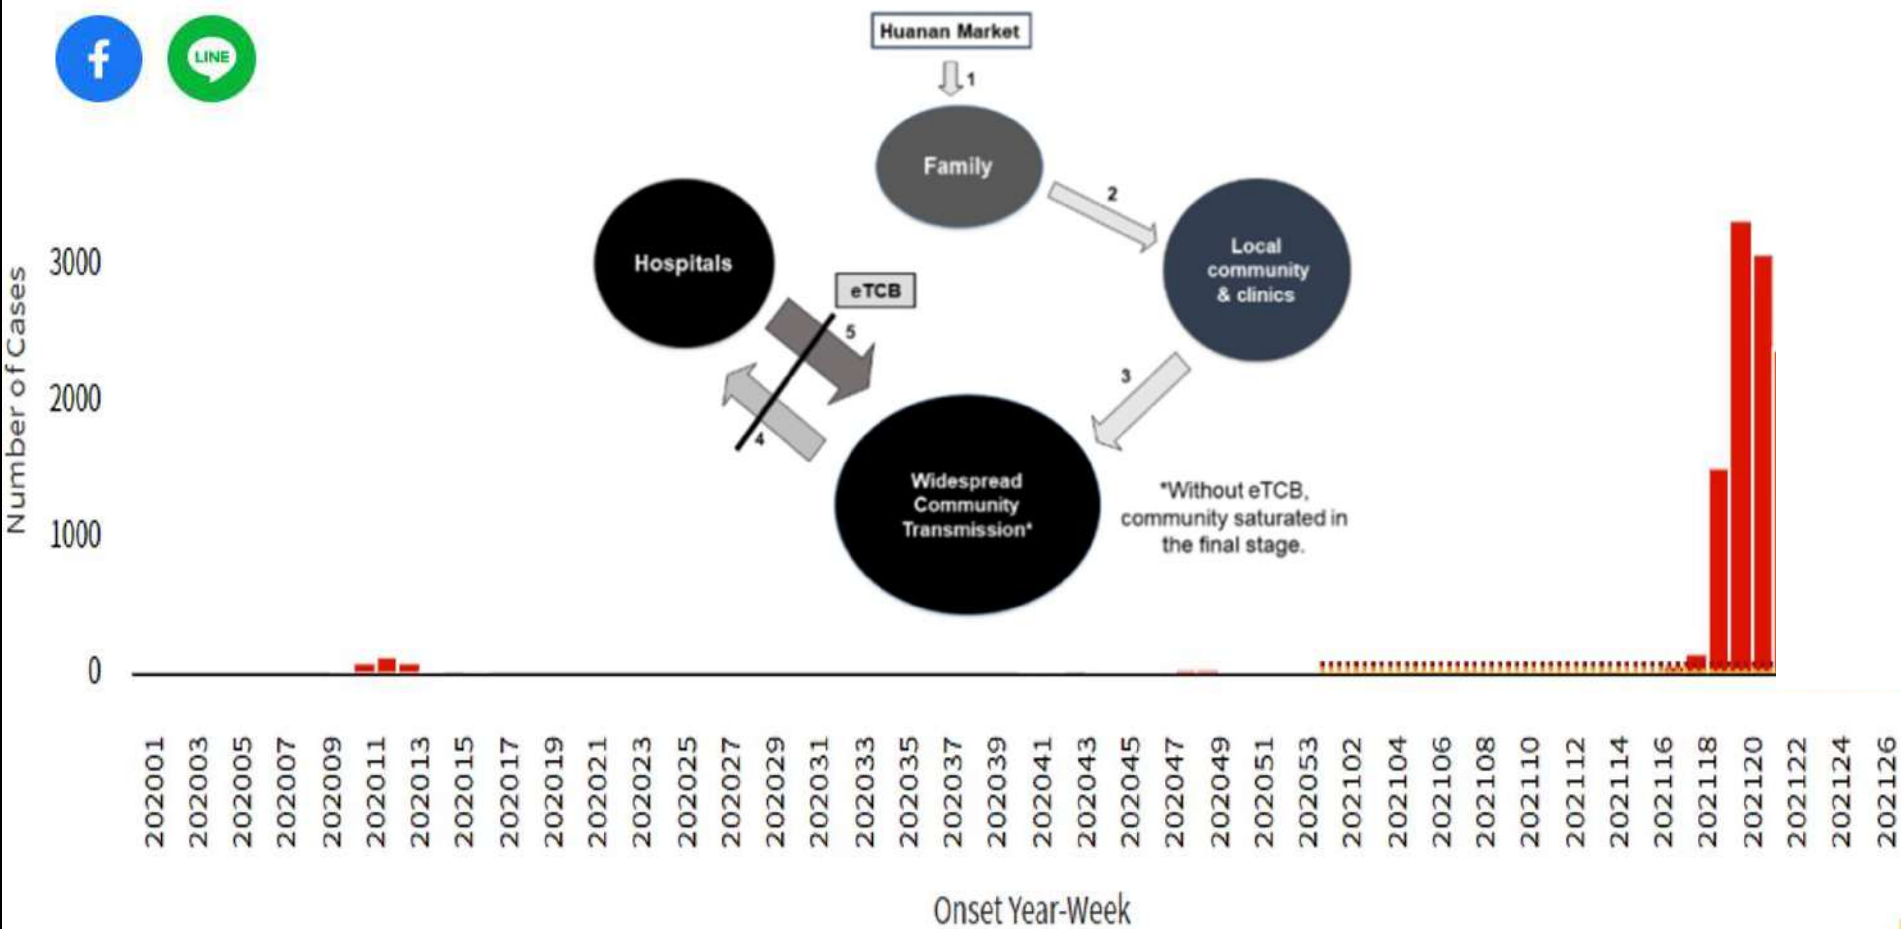 f
LINE
Huanan Market
1
Family
2
Local
community
& clinics
Hospitals
eTCB
5
4
3
Widespread
Community
Transmission*
*Without eTCB,
community saturated in
the final stage.
Number of Cases
3000
2000
1000
0
202001
202003
202005
202007
202009
202011
202013
202015
202017
202019
202021
202023
202025
202027
202029
202031
202033
202035
202037
202039
202041
202043
202045
202047
202049
202051
202053
202102
202104
202106
202108
202110
202112
202114
202116
202118
202120
202122
202124
202126
Onset Year-Week